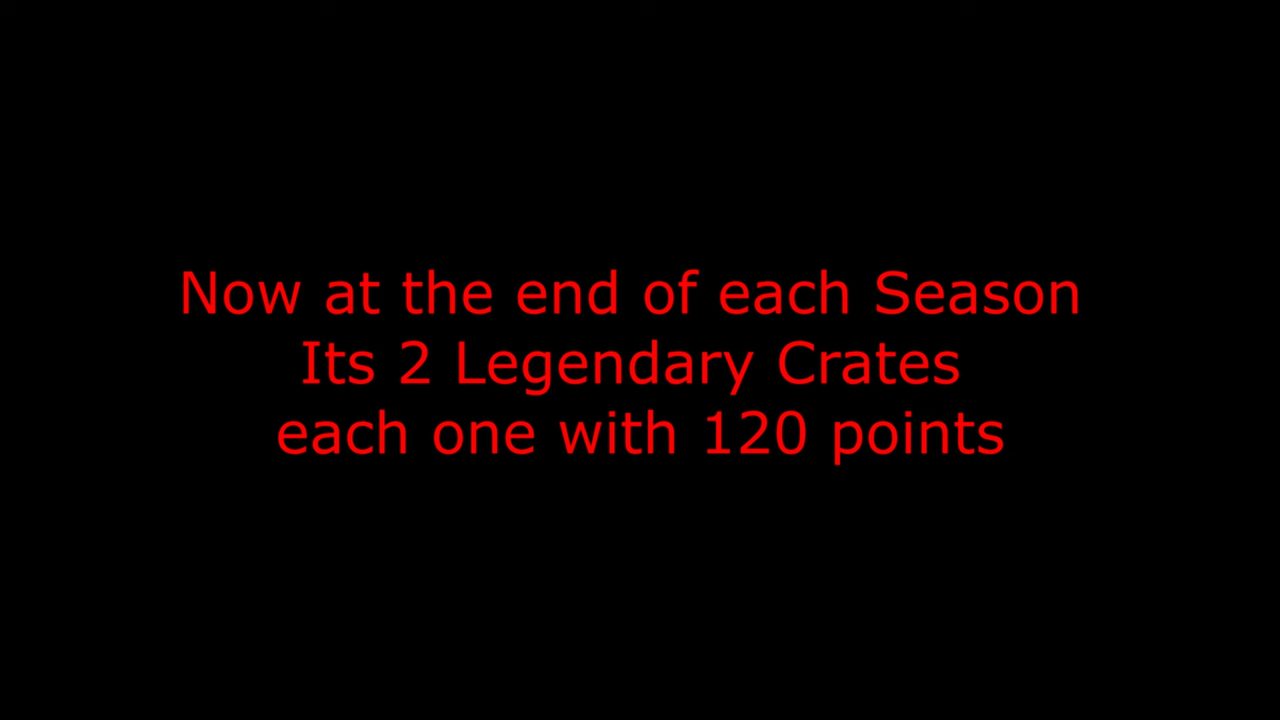 Now at the end of each Season
Its 2 Legendary Crates
each one with 120 points